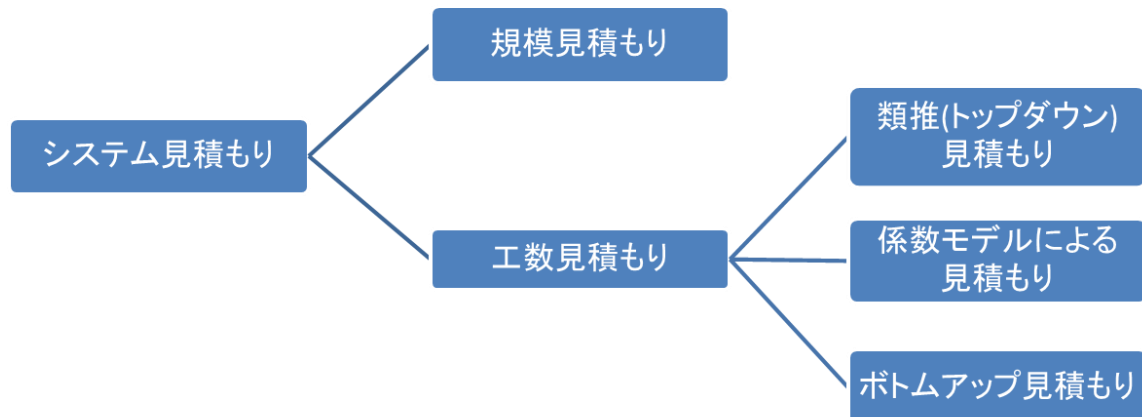 システム見積もり
規模見積もり
工数見積もり
類推(トップダウン)
見積もり
係数モデルによる
見積もり
ボトムアップ見積もり